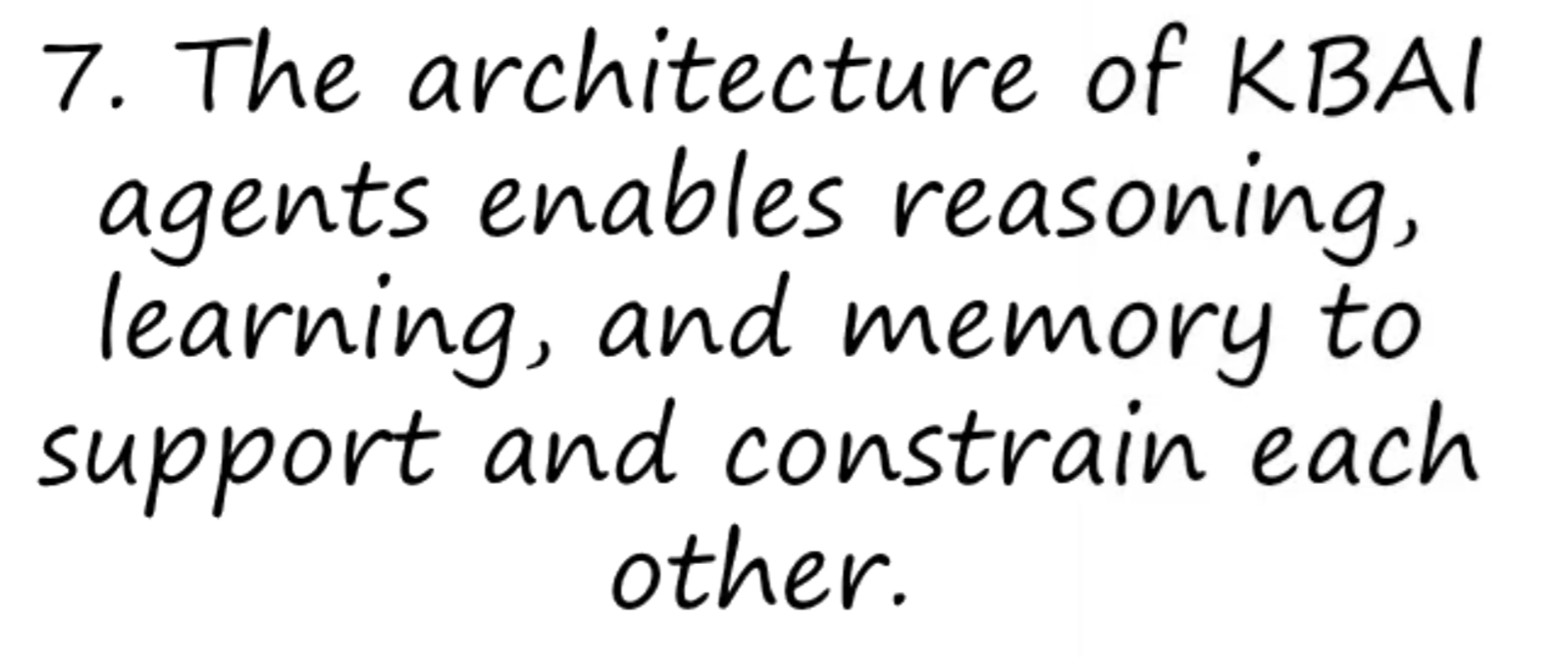 7. The architecture of KBAI
agents enables reasoning,
learning, and memory to
support and constrain each
other.